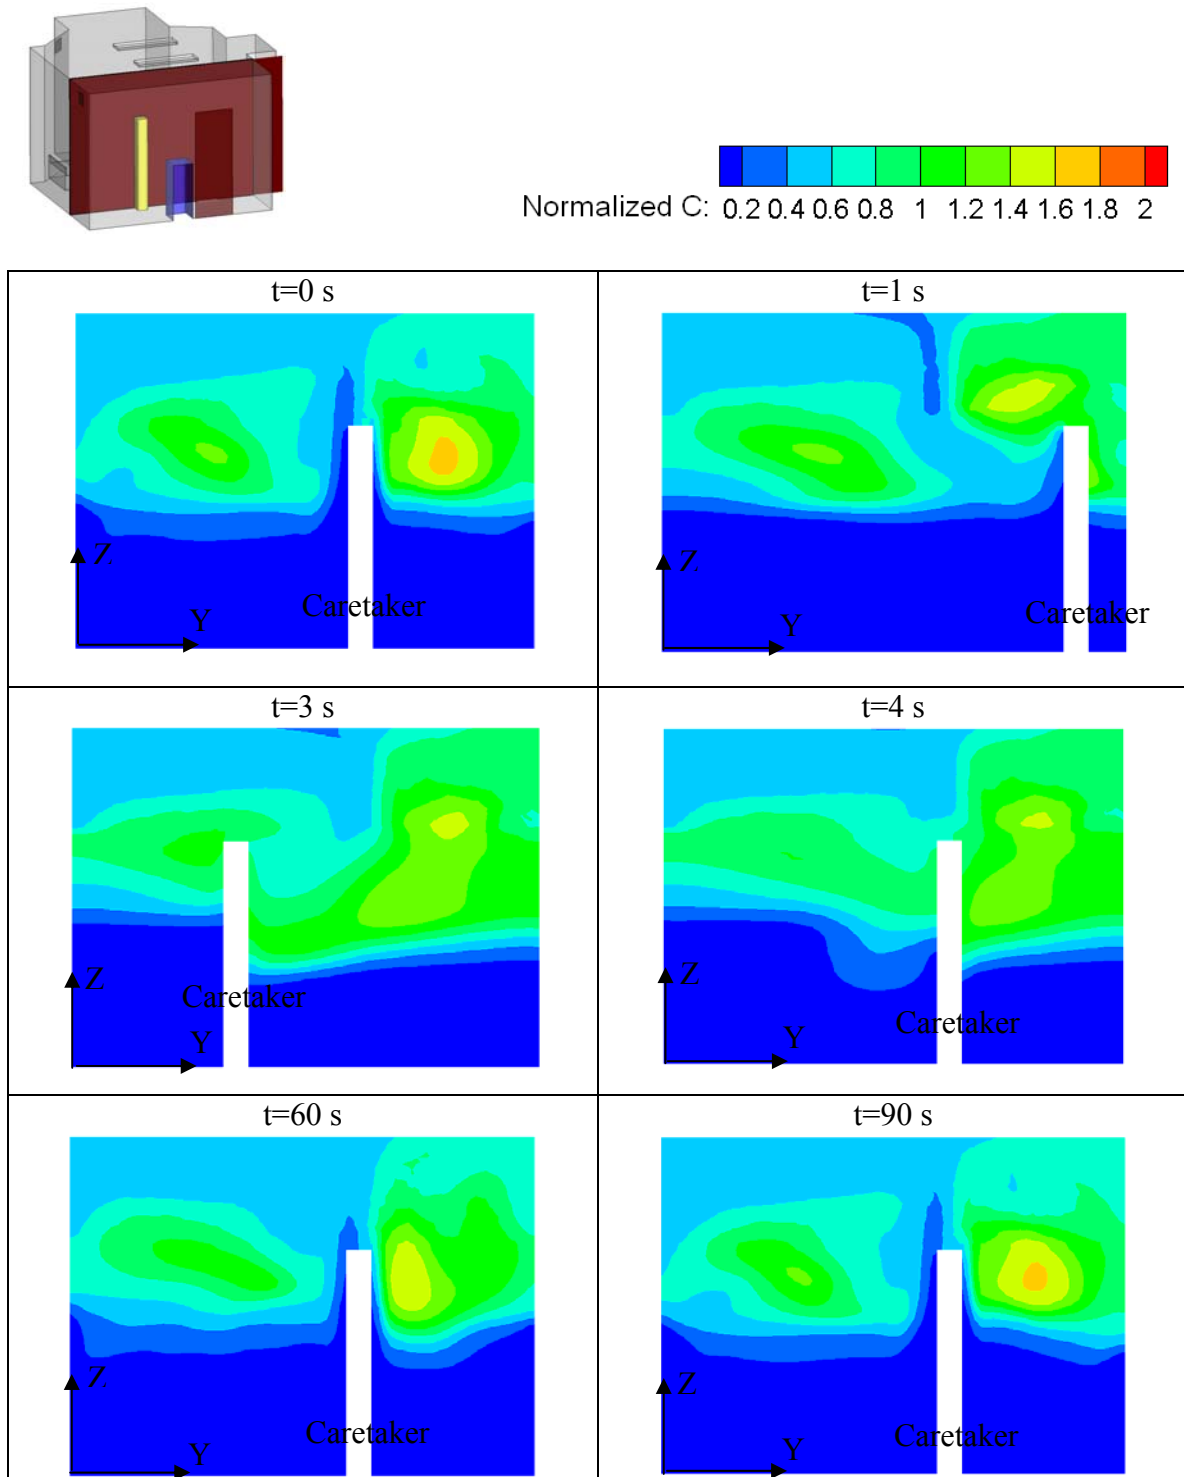 Normalized C: 0.2 0.4 0.6 0.8 1 1.2 1.4 1.6 1.8 2
t=0 s
Z
Caretaker
Y
t=1 s
Z
Caretaker
Y
t=3 s
Z
Caretaker
Y
t=4 s
Z
Caretaker
Y
t=60 s
Z
Caretaker
Y
t=90 s
Z
Caretaker
Y